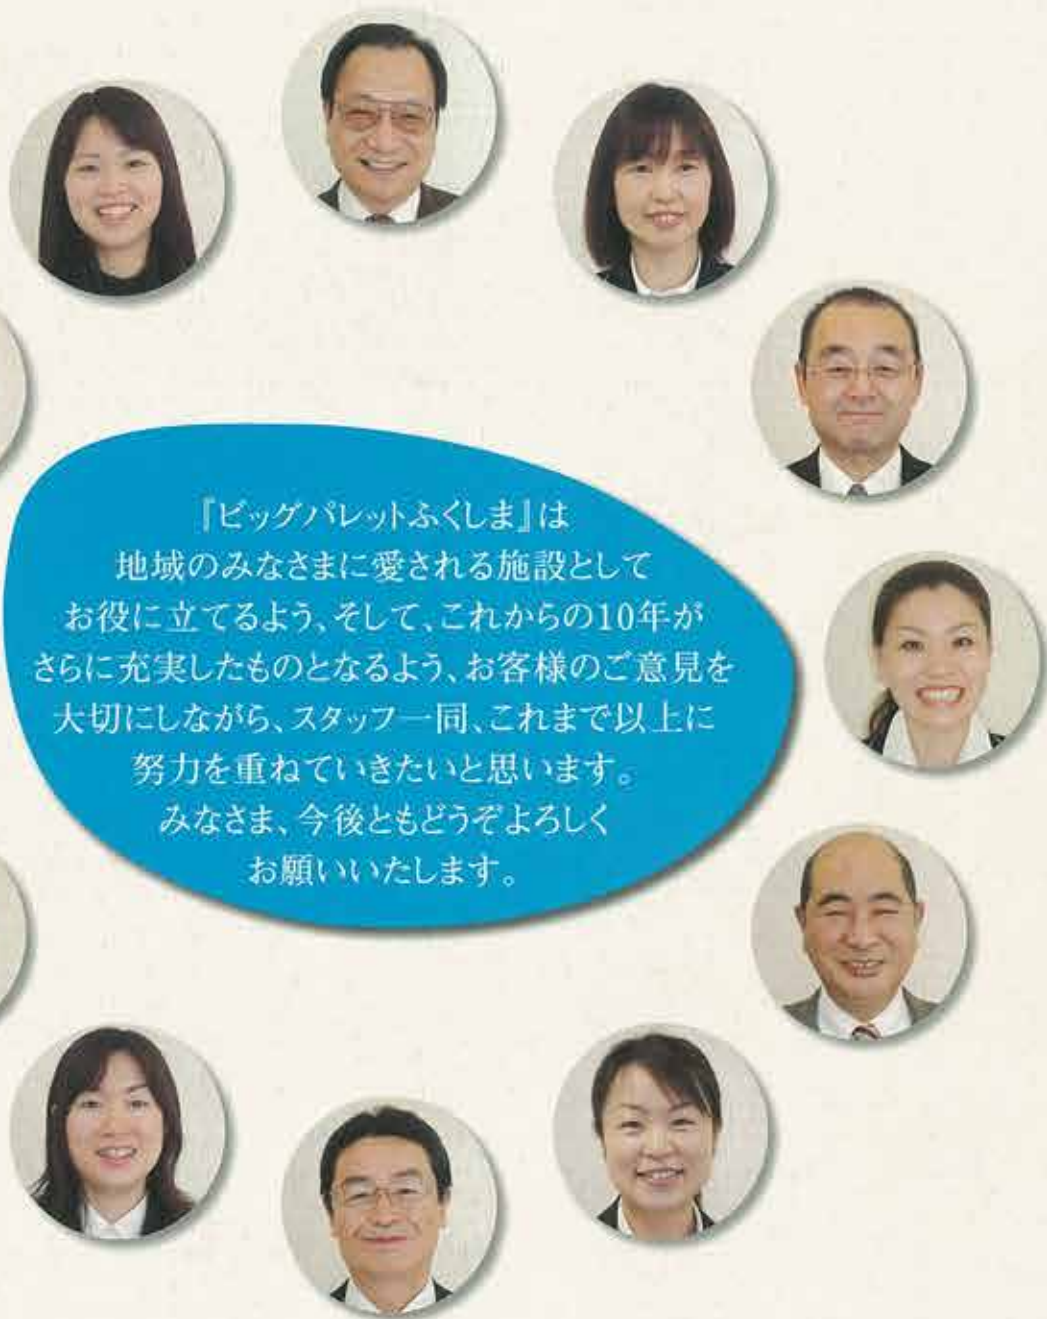 『ビッグパレットふくしま』は
地域のみなさまに愛される施設として
お役に立てるよう、そして、これからの10年が
さらに充実したものとなるよう、お客様のご意見を
大切にしながら、スタッフ一同、これまで以上に
努力を重ねていきたいと思います。
みなさま、今後ともどうぞよろしく
お願いいたします。